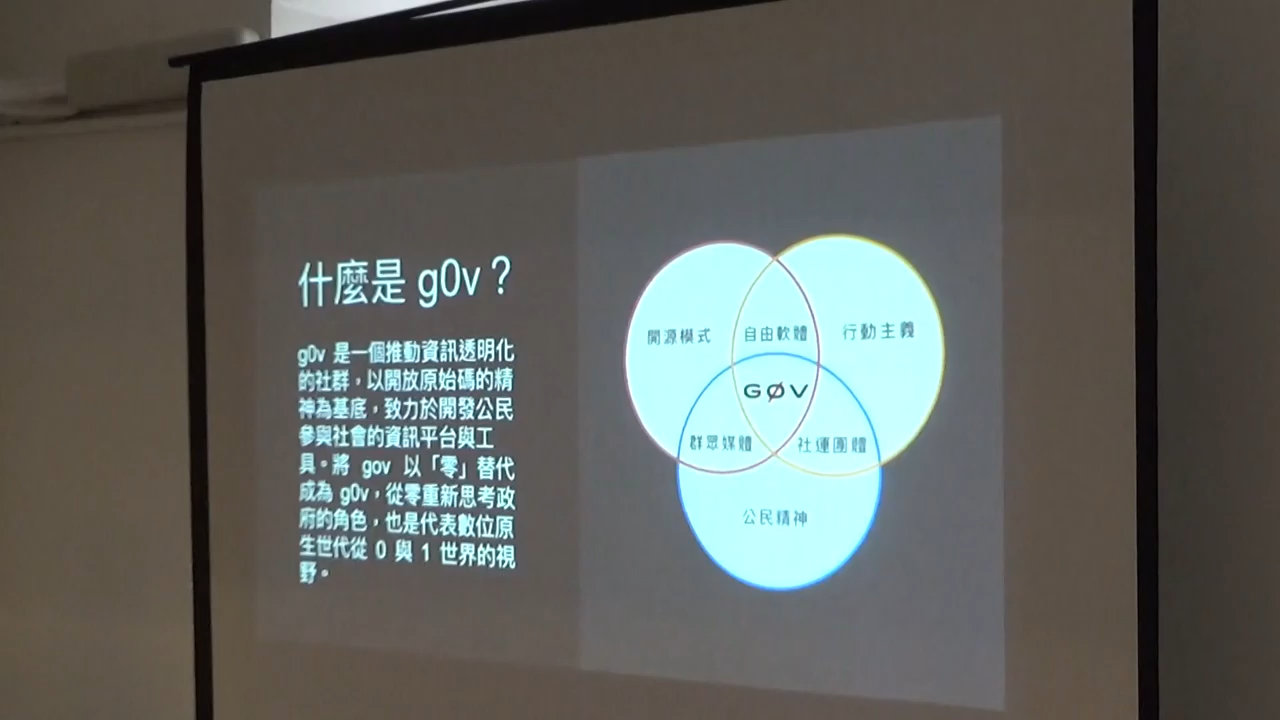 什麼是 g0v？
g0v 是一個推動資訊透明化
的社群，以開放原始碼的精
神為基底，致力於開發公民
參與社會的資訊平台與工
具。將 gov 以「零」替代
成為 g0v，從零重新思考政
府的角色，也是代表數位原
生世代從 0 與 1 世界的視
野。
開源模式
自由軟體
行動主義
GØV
群眾媒體
社運團體
公民精神